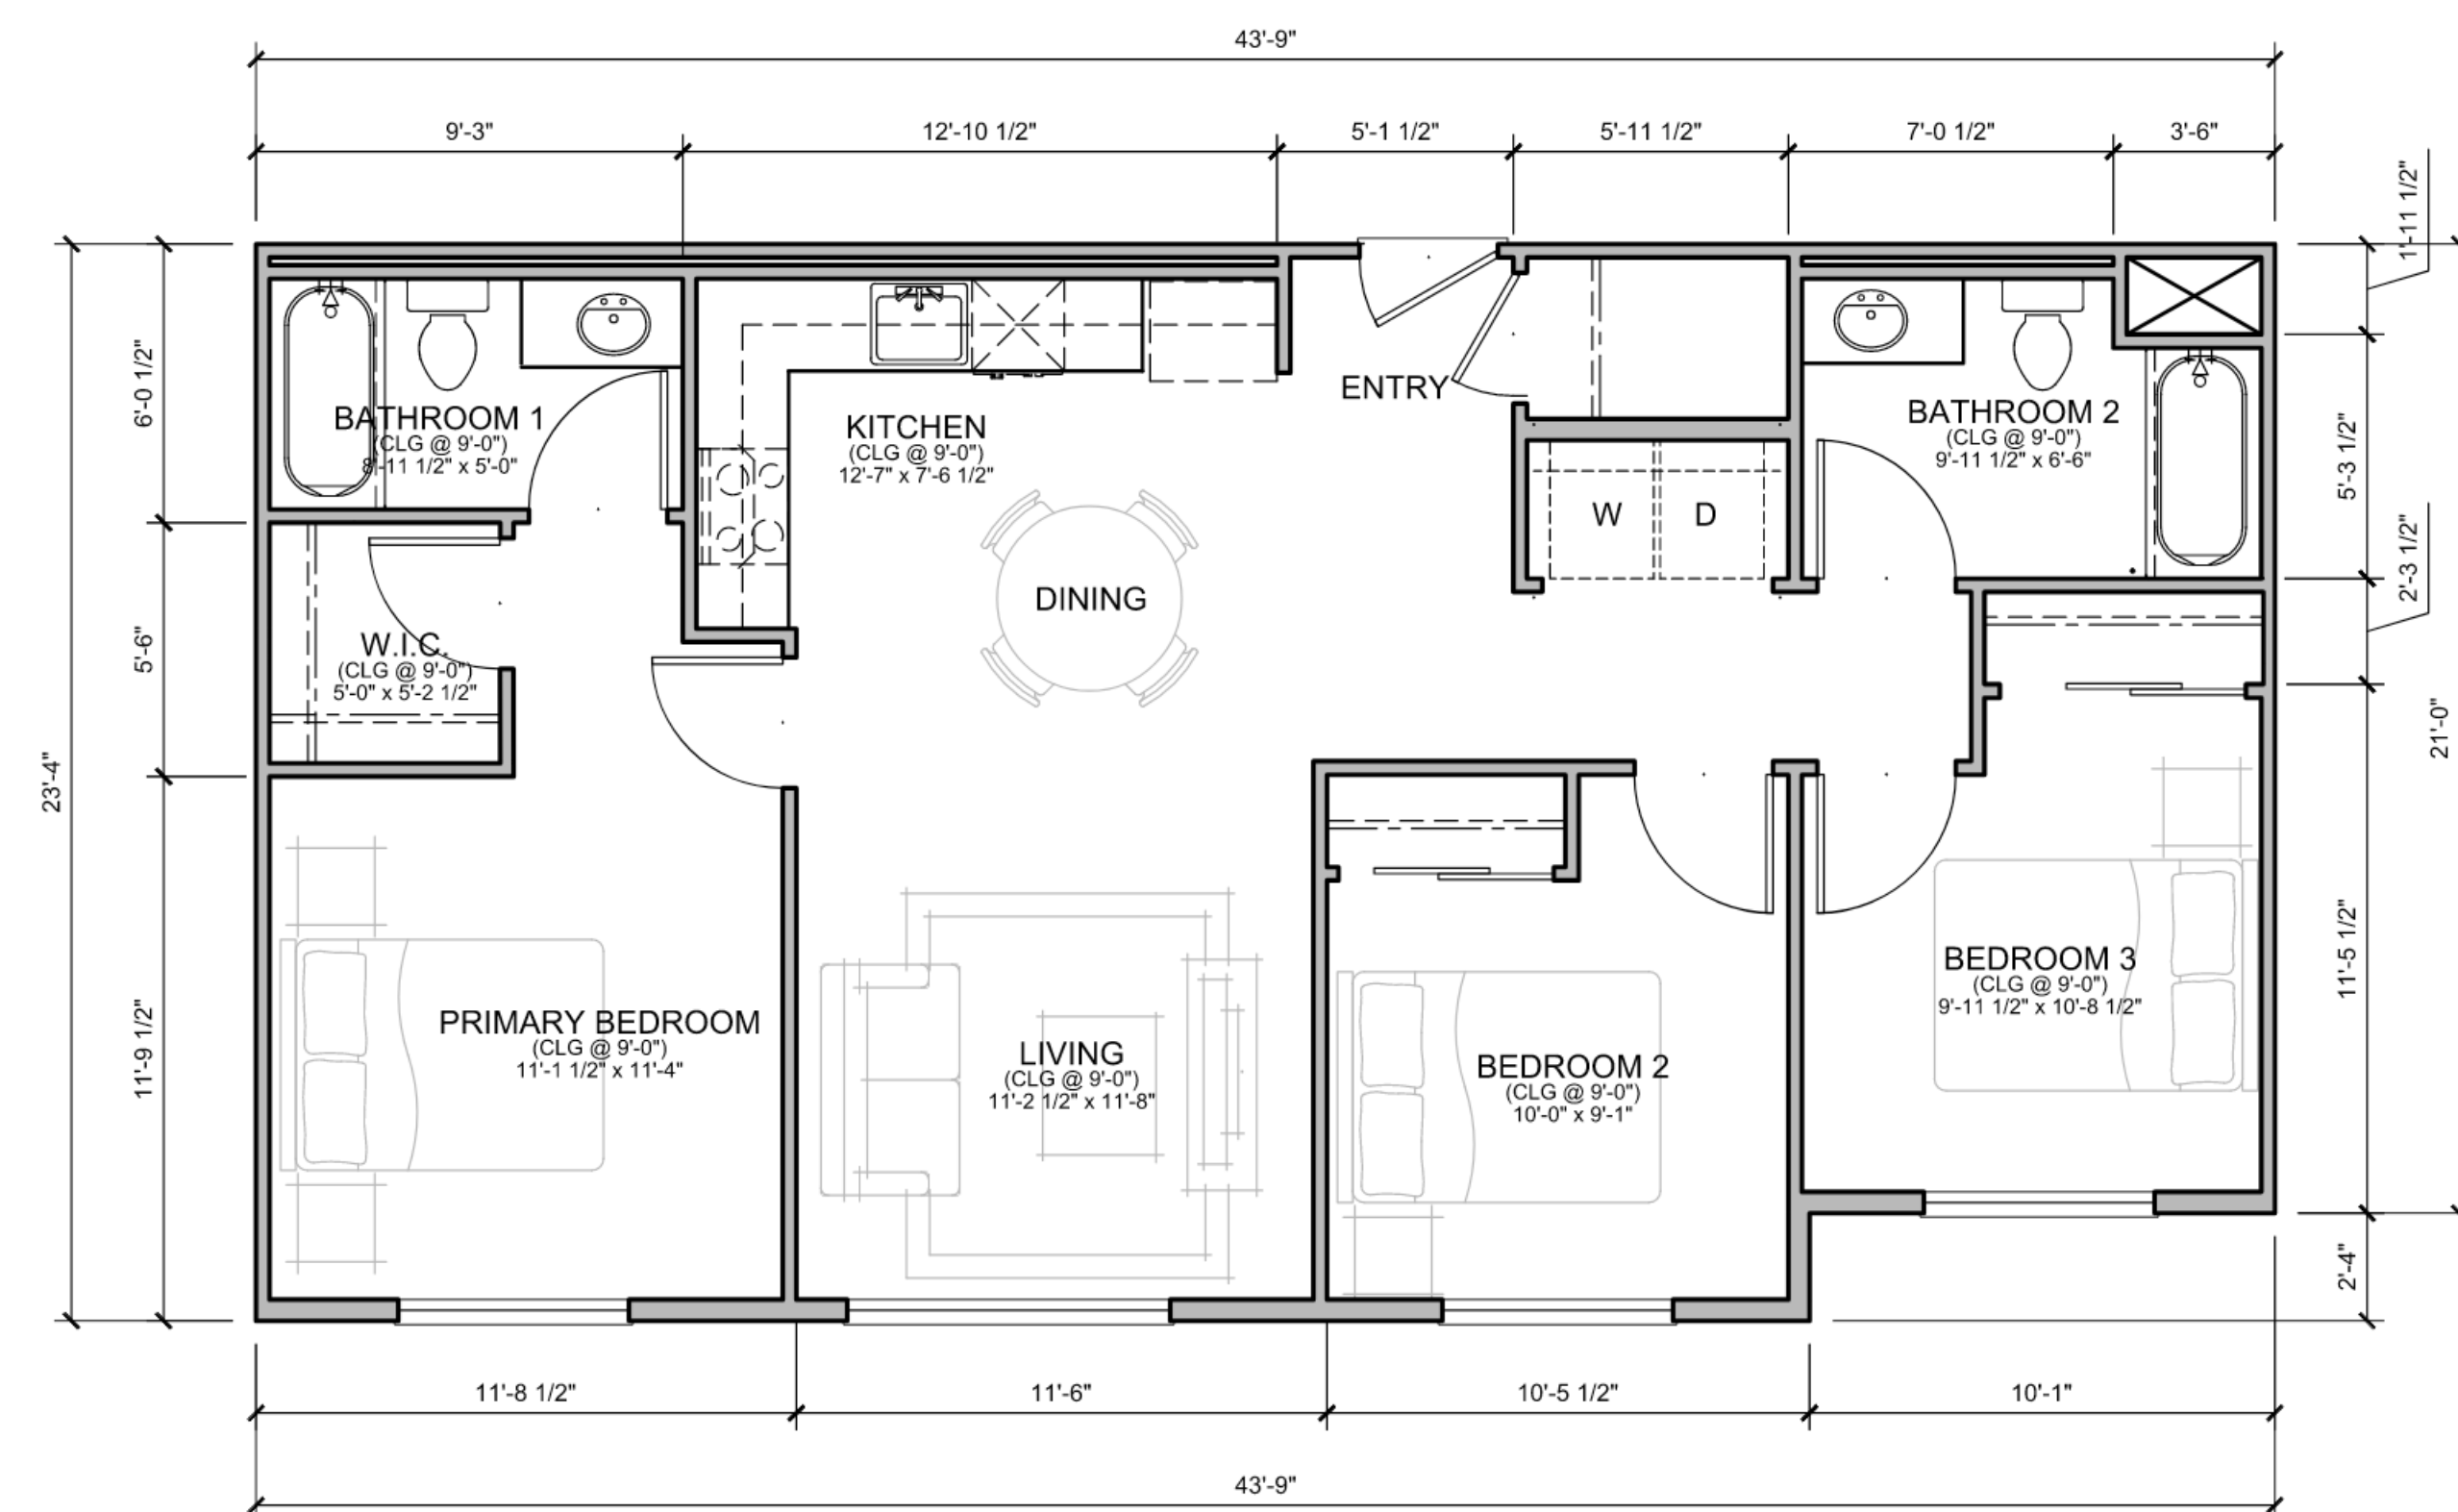 43'-9"
9'-3"
12'-10 1/2"
5'-1 1/2"
5'-11 1/2"
7'-0 1/2"
3'-6"
1'-11 1/2"
6'-0 1/2"
BATHROOM 1
(CLG @ 9'-0")
8'-11 1/2" x 5'-0"
KITCHEN
(CLG @ 9'-0")
12'-7" x 7'-6 1/2"
ENTRY
BATHROOM 2
(CLG @ 9'-0")
9'-11 1/2" x 6'-6"
5'-3 1/2"
W
D
2'-3 1/2"
DINING
5'-6"
W.I.C.
(CLG @ 9'-0")
5'-0" x 5'-2 1/2"
23'-4"
21'-0"
11'-9 1/2"
PRIMARY BEDROOM
(CLG @ 9'-0")
11'-1 1/2" x 11'-4"
LIVING
(CLG @ 9'-0")
11'-2 1/2" x 11'-8"
BEDROOM 2
(CLG @ 9'-0")
10'-0" x 9'-1"
BEDROOM 3
(CLG @ 9'-0")
9'-11 1/2" x 10'-8 1/2"
11'-5 1/2"
2'-4"
11'-8 1/2"
11'-6"
10'-5 1/2"
10'-1"
43'-9"